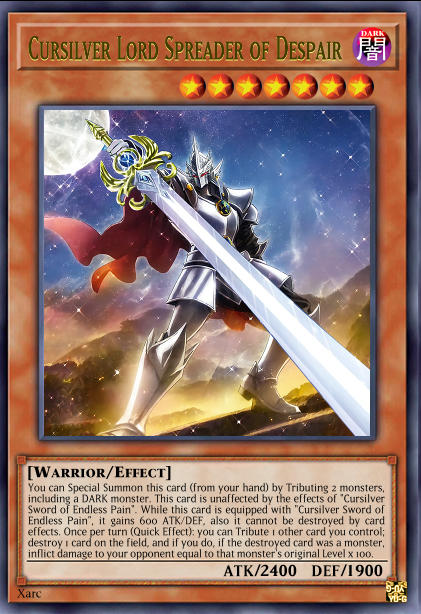 Cursilver Lord Spreader of Despair
DARK
闇
[Warrior/Effect]
You can Special Summon this card (from your hand) by Tributing 2 monsters,
including a DARK monster. This card is unaffected by the effects of "Cursilver
Sword of Endless Pain". While this card is equipped with "Cursilver Sword of
Endless Pain", it gains 600 ATK/DEF, also it cannot be destroyed by card
effects. Once per turn (Quick Effect): you can Tribute 1 other card you control;
destroy 1 card on the field, and if you do, if the destroyed card was a monster,
inflict damage to your opponent equal to that monster's original Level x 100.
ATK/2400 DEF/1900
Xarc